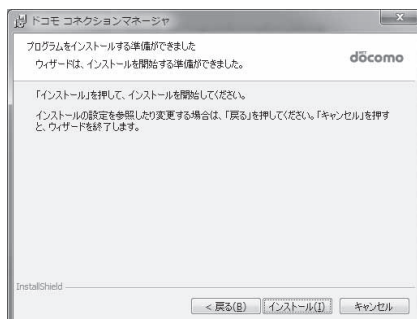 ドコモ コネクションマネージャ
プログラムをインストールする準備ができました
ウィザードは、インストールを開始する準備ができました。
NTT
döcomo
「インストール」を押して、インストールを開始してください。
インストールの設定を参照したり変更する場合は、「戻る」を押してください。「キャンセル」を押す
と、ウィザードを終了します。
InstallShield
< 戻る(B)
インストール(I)
キャンセル